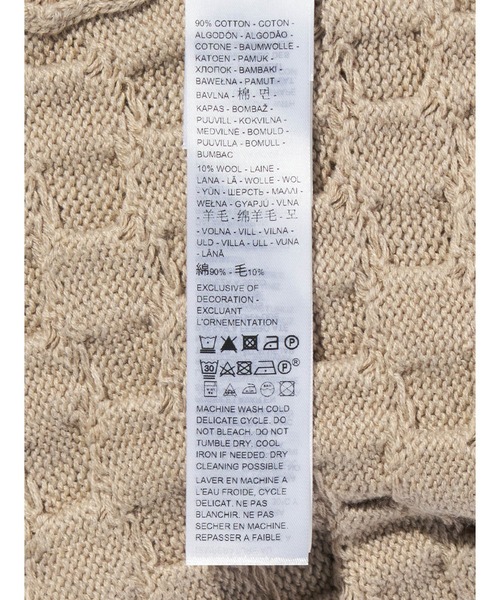 90% COTTON - COTON -
ALGODÓN - ALGODÃO -
COTONE - BAUMWOLLE -
KATOEN - PAMUK -
ХЛОПОК - BAMBAKI -
BAWEŁNA - PAMUT -
BAVLNA - 棉 - 면 -
KAPAS - BOMBAŽ -
PUUVILL - KOKVILNA -
MEDVILNĖ - BOMULD -
PUUVILLA - BOMULL -
BUMBAC
10% WOOL - LAINE -
LANA - LÃ - WOLLE - WOL
- YÜN - ШЕРСТЬ - MAΛΛI -
WEŁNA - GYAPJÚ - VLNA
- 羊毛 - 绵羊毛 - 모
- VOLNA - VILL - VILNA -
ULD - VILLA - ULL - VUNA
- LÂNĂ
綿90% - 毛10%
EXCLUSIVE OF
DECORATION -
EXCLUANT
L'ORNEMENTATION
P
30 P ®
MACHINE WASH COLD
DELICATE CYCLE. DO
NOT BLEACH. DO NOT
TUMBLE DRY. COOL
IRON IF NEEDED. DRY
CLEANING POSSIBLE
LAVER EN MACHINE A
L'EAU FROIDE, CYCLE
DELICAT. NE PAS
BLANCHIR. NE PAS
SECHER EN MACHINE.
REPASSER A FAIBLE